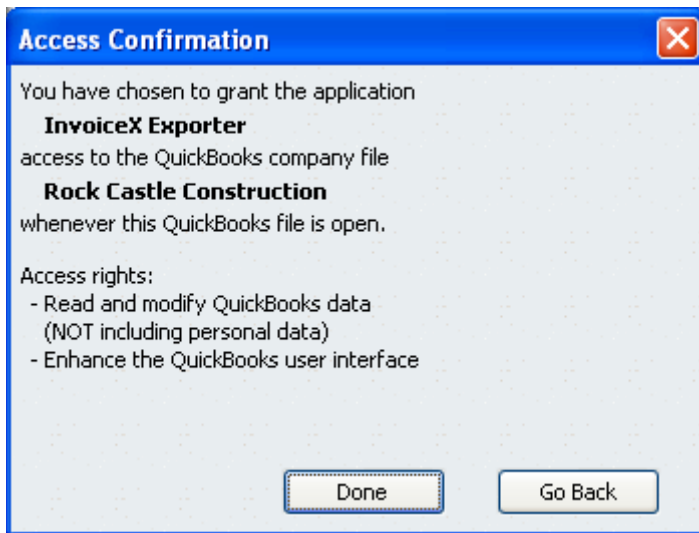 Access Confirmation
You have chosen to grant the application
InvoiceX Exporter
access to the QuickBooks company file
Rock Castle Construction
whenever this QuickBooks file is open.
Access rights:
- Read and modify QuickBooks data
(NOT including personal data)
- Enhance the QuickBooks user interface
Done
Go Back